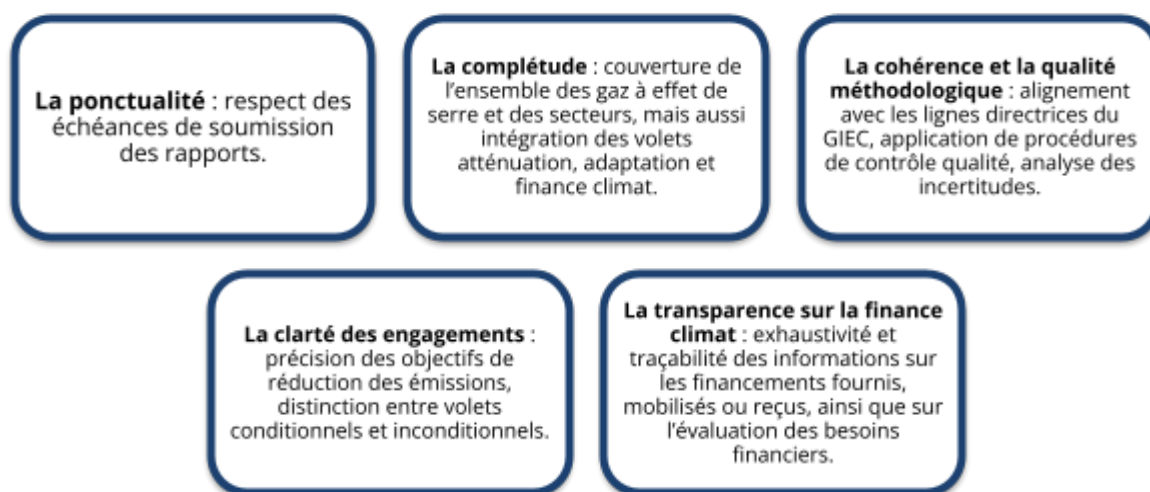 La ponctualité : respect des
échéances de soumission
des rapports.
La complétude : couverture de
l'ensemble des gaz à effet de
serre et des secteurs, mais aussi
intégration des volets
atténuation, adaptation et
finance climat.
La cohérence et la qualité
méthodologique : alignement
avec les lignes directrices du
GIEC, application de procédures
de contrôle qualité, analyse des
incertitudes.
La clarté des engagements :
précision des objectifs de
réduction des émissions,
distinction entre volets
conditionnels et inconditionnels.
La transparence sur la finance
climat : exhaustivité et
traçabilité des informations sur
les financements fournis,
mobilisés ou reçus, ainsi que sur
l'évaluation des besoins
financiers.